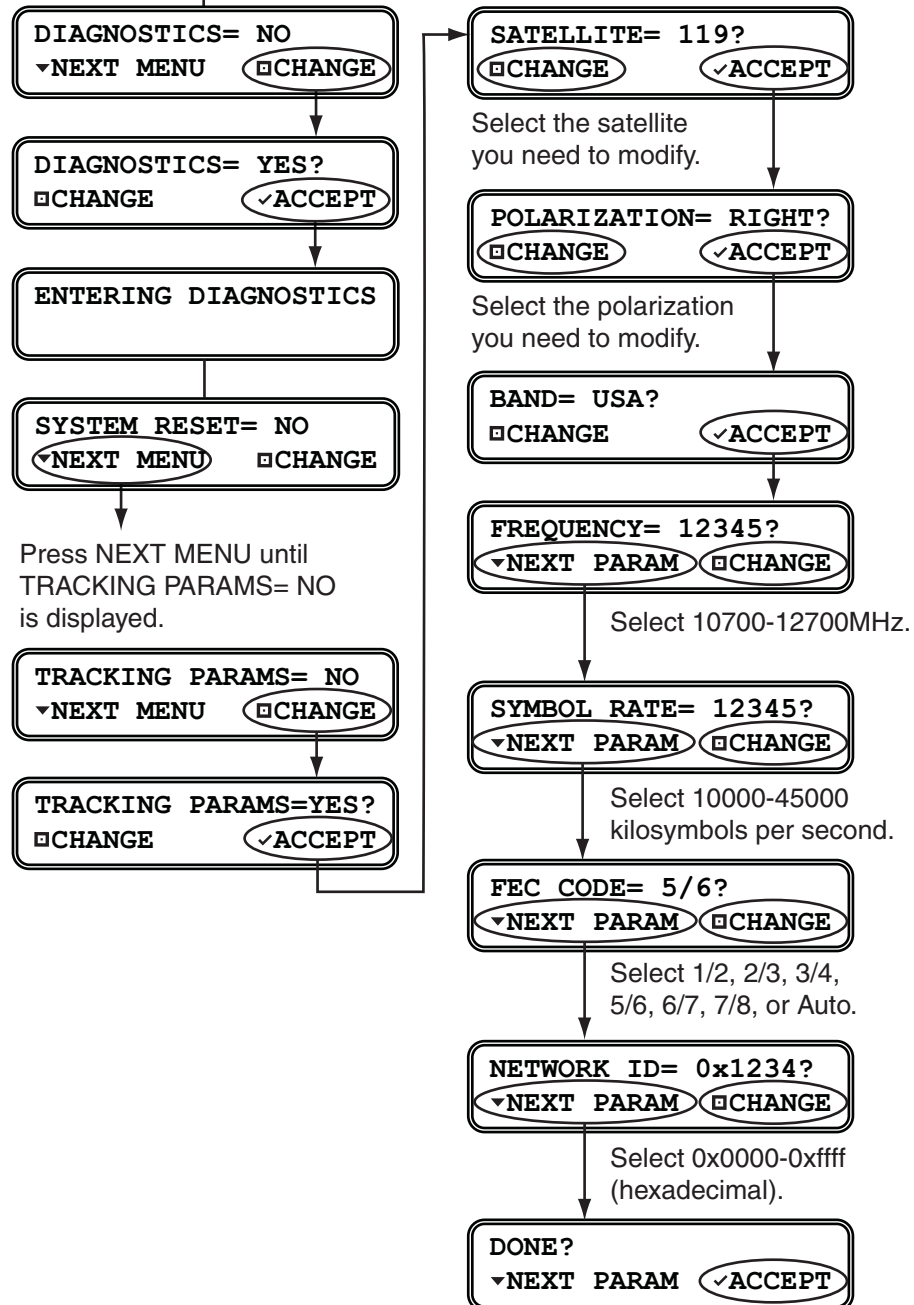 DIAGNOSTICS= NO
▼NEXT MENU ⊡CHANGE
DIAGNOSTICS= YES?
⊡CHANGE ✓ACCEPT
ENTERING DIAGNOSTICS
SYSTEM RESET= NO
▼NEXT MENU ⊡CHANGE
Press NEXT MENU until
TRACKING PARAMS= NO
is displayed.
TRACKING PARAMS= NO
▼NEXT MENU ⊡CHANGE
TRACKING PARAMS=YES?
⊡CHANGE ✓ACCEPT
SATELLITE= 119?
⊡CHANGE ✓ACCEPT
Select the satellite
you need to modify.
POLARIZATION= RIGHT?
⊡CHANGE ✓ACCEPT
Select the polarization
you need to modify.
BAND= USA?
⊡CHANGE ✓ACCEPT
FREQUENCY= 12345?
▼NEXT PARAM ⊡CHANGE
Select 10700-12700MHz.
SYMBOL RATE= 12345?
▼NEXT PARAM ⊡CHANGE
Select 10000-45000
kilosymbols per second.
FEC CODE= 5/6?
▼NEXT PARAM ⊡CHANGE
Select 1/2, 2/3, 3/4,
5/6, 6/7, 7/8, or Auto.
NETWORK ID= 0x1234?
▼NEXT PARAM ⊡CHANGE
Select 0x0000-0xffff
(hexadecimal).
DONE?
▼NEXT PARAM ✓ACCEPT